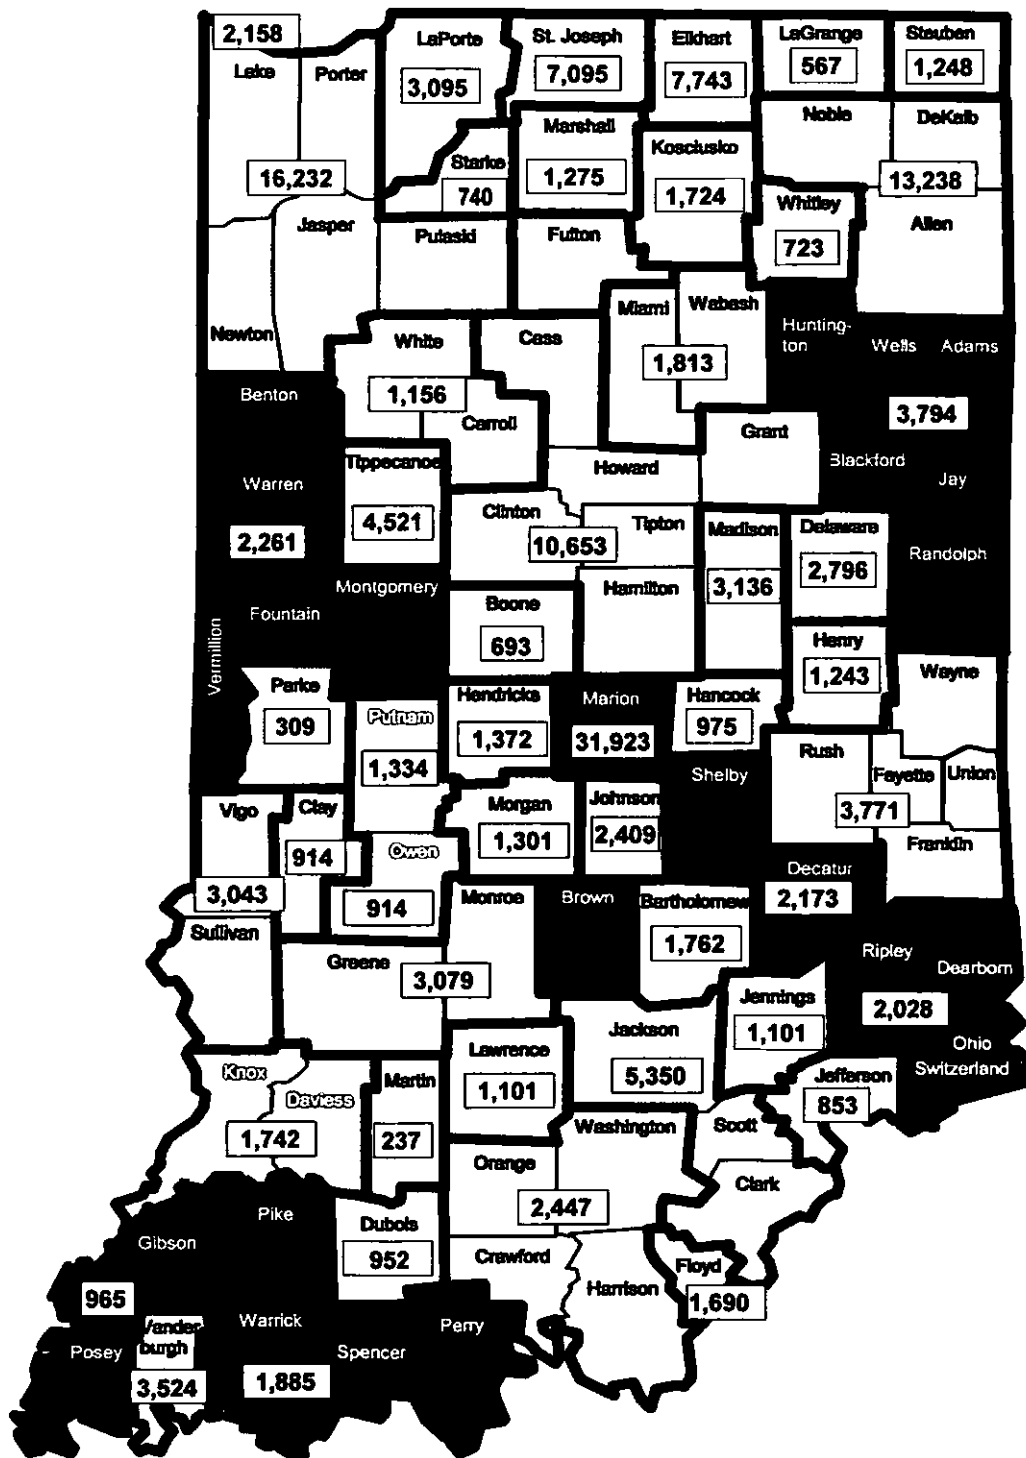 2,158
LaPorte
St. Joseph
Elkhart
LaGrange
Steuben
Lake
Porter
3,095
7,095
7,743
567
1,248
Marshall
Noble
DeKalb
Starke
Kosciusko
16,232
740
1,275
1,724
13,238
Whitley
Jasper
Pulaski
Fulton
723
Allen
Newton
White
Cass
Miami
Wabash
Hunting-
ton
Wells
Adams
1,813
Benton
1,156
3,794
Carroll
Grant
Tippecanoe
Howard
Blackford
Jay
Warren
4,521
Clinton
Tipton
Madison
Delaware
2,261
10,653
2,796
Randolph
Montgomery
Boone
Hamilton
3,136
Fountain
693
Henry
Vermillion
1,243
Wayne
Parke
Hendricks
Marion
Hancock
309
Putnam
1,372
31,923
975
Rush
1,334
Shelby
Fayette
Union
Vigo
Clay
Morgan
Johnson
3,771
914
Owen
1,301
2,409
Franklin
3,043
914
Monroe
Brown
Bartholomew
Decatur
2,173
Sullivan
1,762
Greene
3,079
Ripley
Dearborn
Jennings
2,028
Jackson
1,101
Ohio
Lawrence
Knox
Martin
5,350
Jefferson
Switzerland
Daviess
1,101
853
1,742
237
Washington
Scott
Orange
Clark
Pike
Dubois
2,447
Gibson
952
Crawford
Floyd
965
Harrison
1,690
Vander-
burgh
Warrick
Perry
Posey
Spencer
3,524
1,885